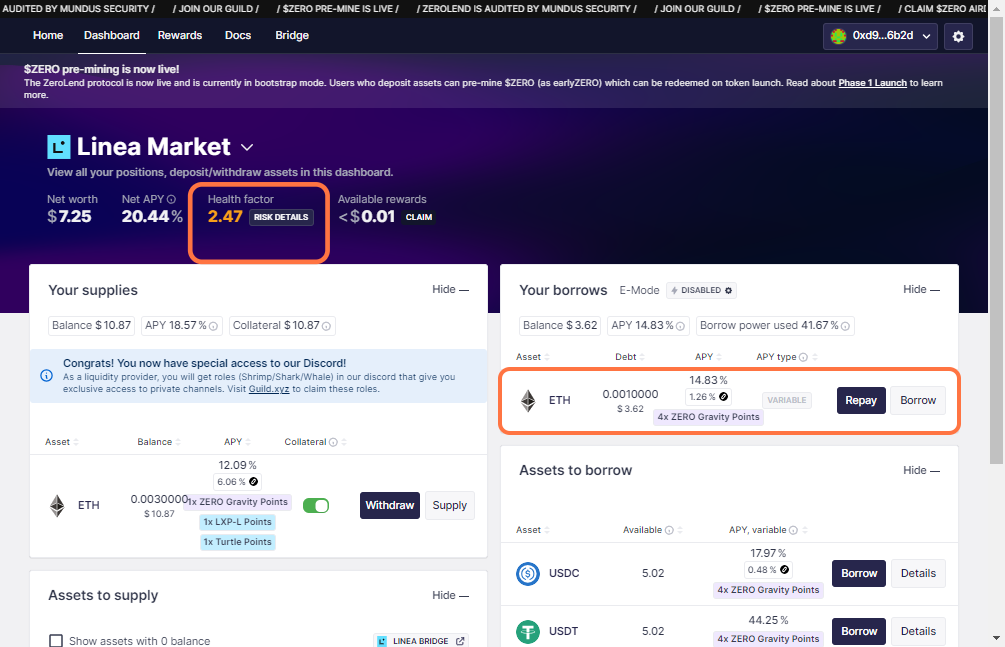 AUDITED BY MUNDUS SECURITY / / JOIN OUR GUILD / / $ZERO PRE-MINE IS LIVE / / ZEROLEND IS AUDITED BY MUNDUS SECURITY / / JOIN OUR GUILD / / $ZERO PRE-MINE IS LIVE / / CLAIM $ZERO AIRD
Home Dashboard Rewards Docs Bridge 0xd9...6b2d
$ZERO pre-mining is now live!
The ZeroLend protocol is now live and is currently in bootstrap mode. Users who deposit assets can pre-mine $ZERO (as earlyZERO) which can be redeemed on token launch. Read about Phase 1 Launch to learn
more.
Linea Market
View all your positions, deposit/withdraw assets in this dashboard.
Net worth Net APY Health factor Available rewards
$7.25 20.44% 2.47 RISK DETAILS <$0.01 CLAIM
Your supplies Hide —
Balance $10.87 APY 18.57% Collateral $10.87
Congrats! You now have special access to our Discord!
As a liquidity provider, you will get roles (Shrimp/Shark/Whale) in our discord that give you
exclusive access to private channels. Visit Guild.xyz to claim these roles.
Asset Balance APY Collateral
12.09%
6.06%
ETH 0.0030000 1x ZERO Gravity Points Withdraw Supply
$10.87
1x LXP-L Points
1x Turtle Points
Assets to supply Hide —
Show assets with 0 balance LINEA BRIDGE
Your borrows E-Mode DISABLED Hide —
Balance $3.62 APY 14.83% Borrow power used 41.67%
Asset Debt APY APY type
14.83%
ETH 0.0010000 1.26% VARIABLE Repay Borrow
$3.62 4x ZERO Gravity Points
Assets to borrow Hide —
Asset Available APY, variable
17.97%
USDC 5.02 0.48% Borrow Details
4x ZERO Gravity Points
44.25%
USDT 5.02 Borrow Details
4x ZERO Gravity Points